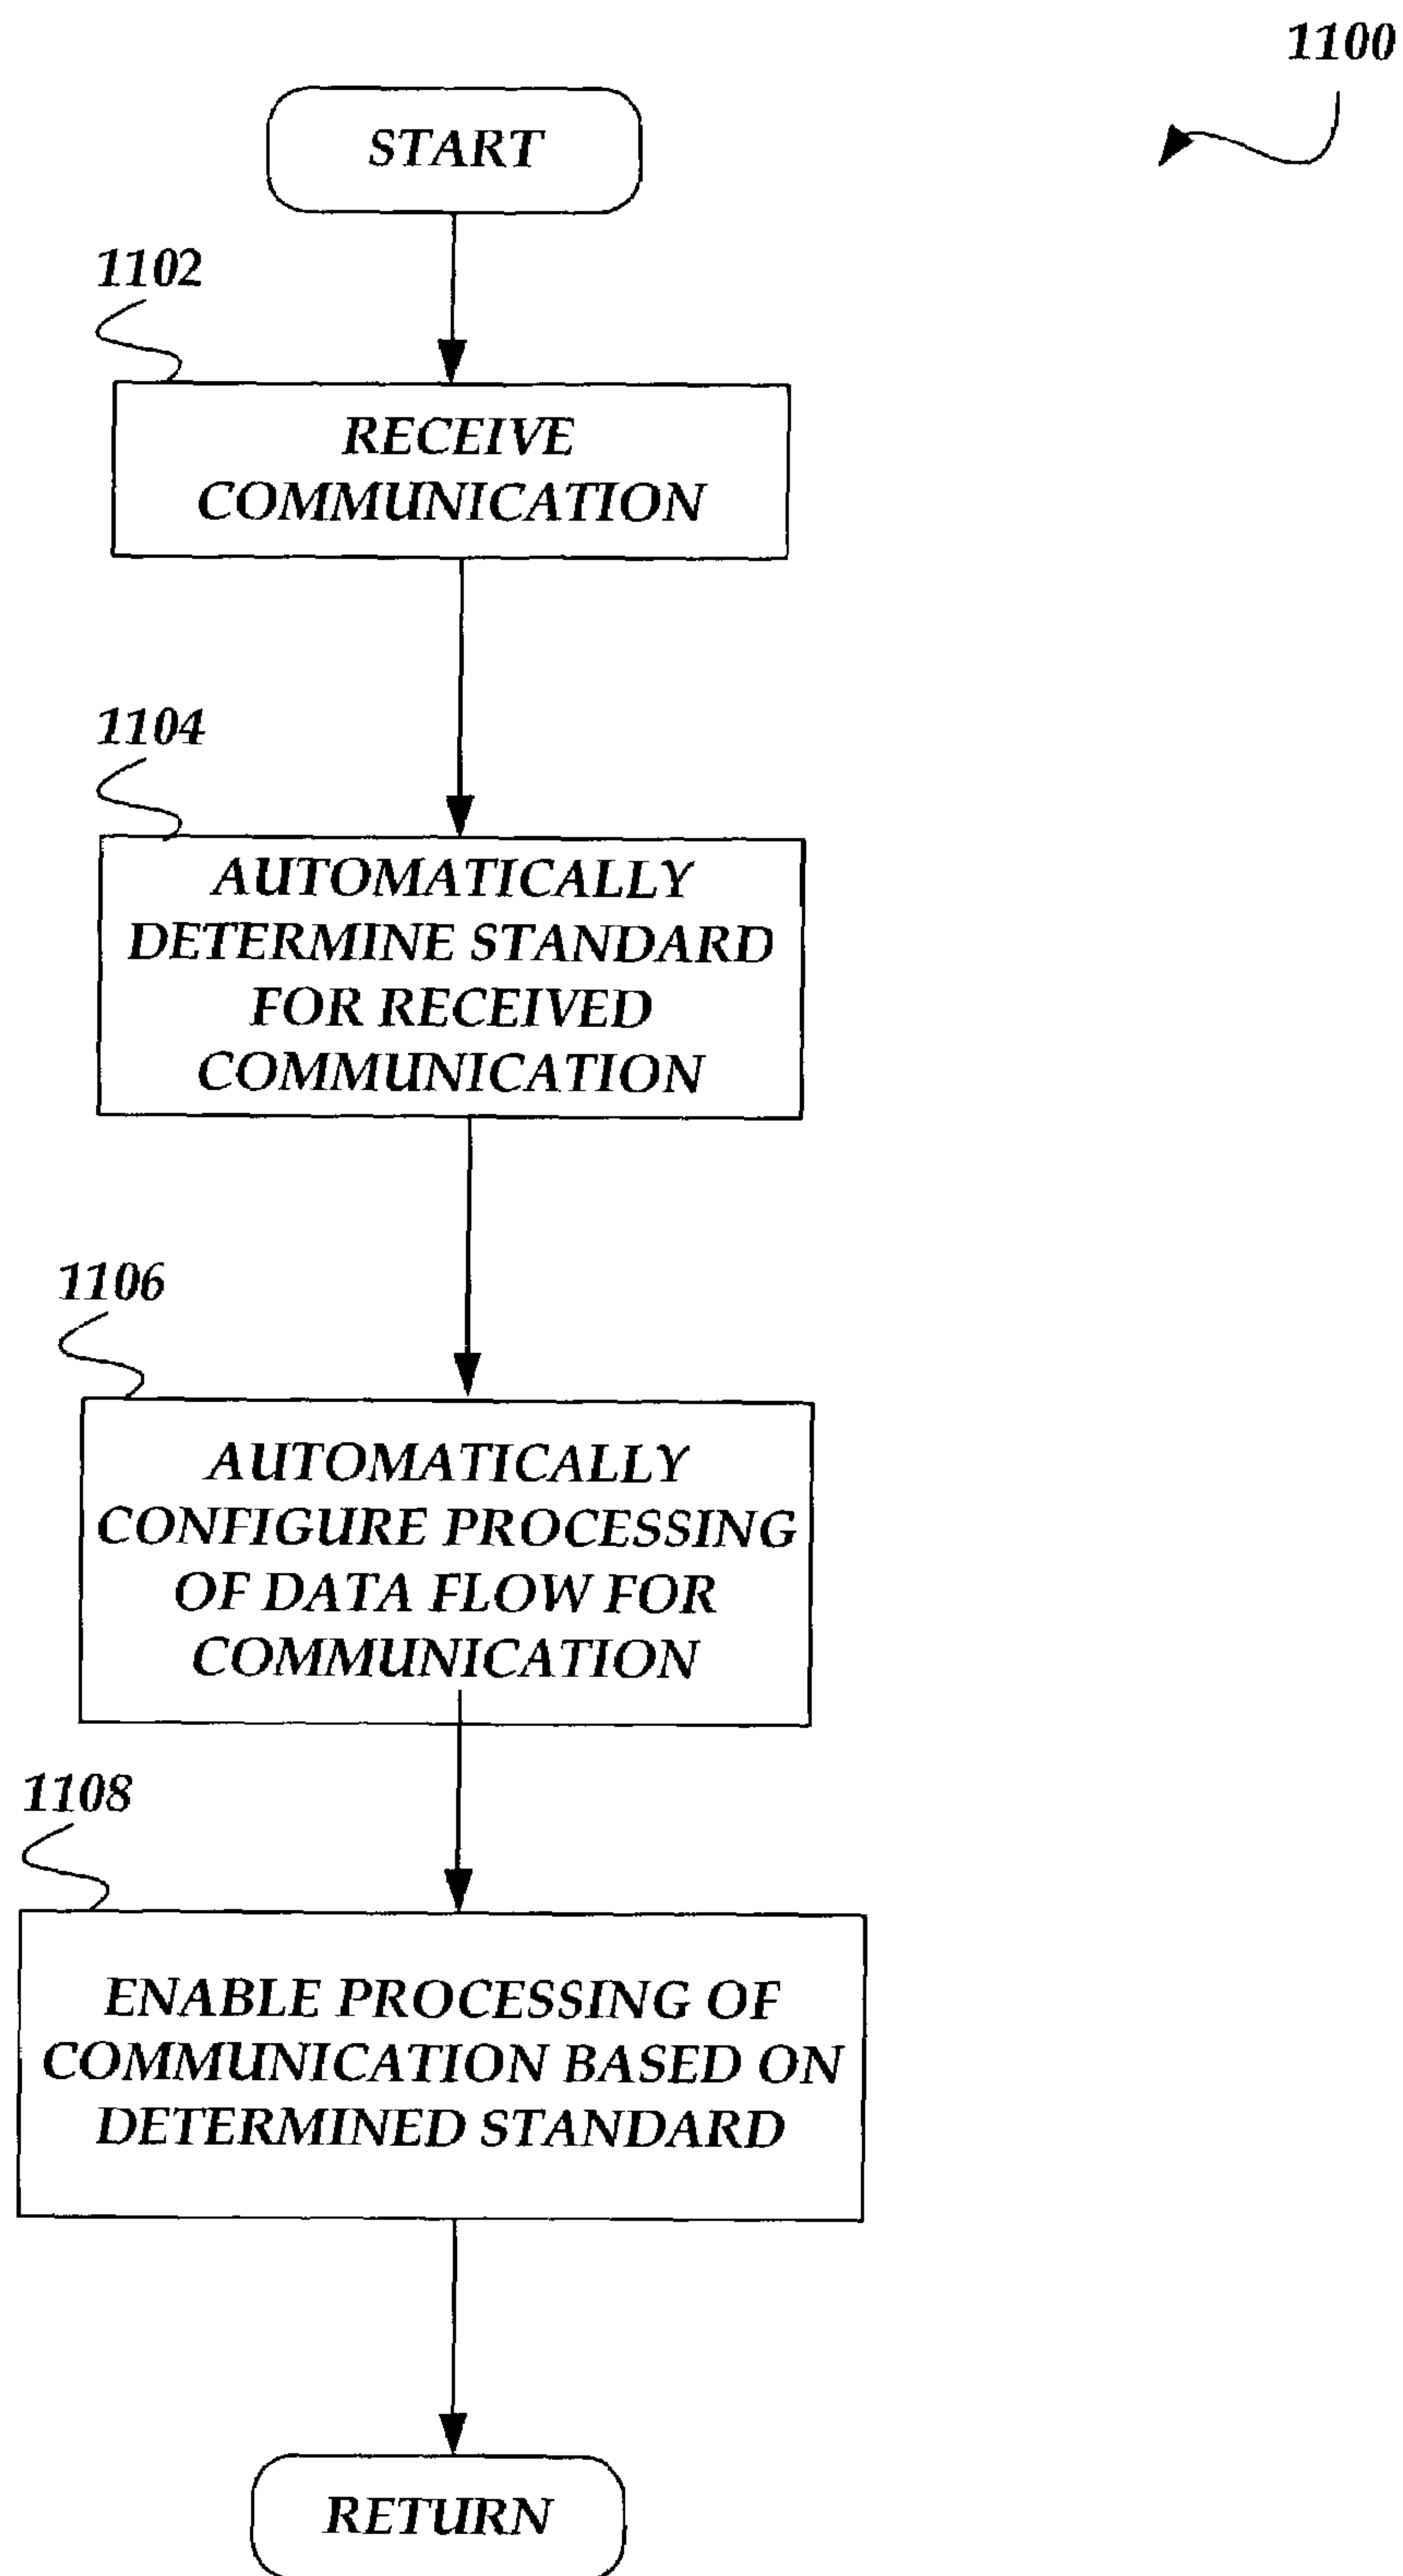 1100
START
1102
RECEIVE
COMMUNICATION
1104
AUTOMATICALLY
DETERMINE STANDARD
FOR RECEIVED
COMMUNICATION
1106
AUTOMATICALLY
CONFIGURE PROCESSING
OF DATA FLOW FOR
COMMUNICATION
1108
ENABLE PROCESSING OF
COMMUNICATION BASED ON
DETERMINED STANDARD
RETURN